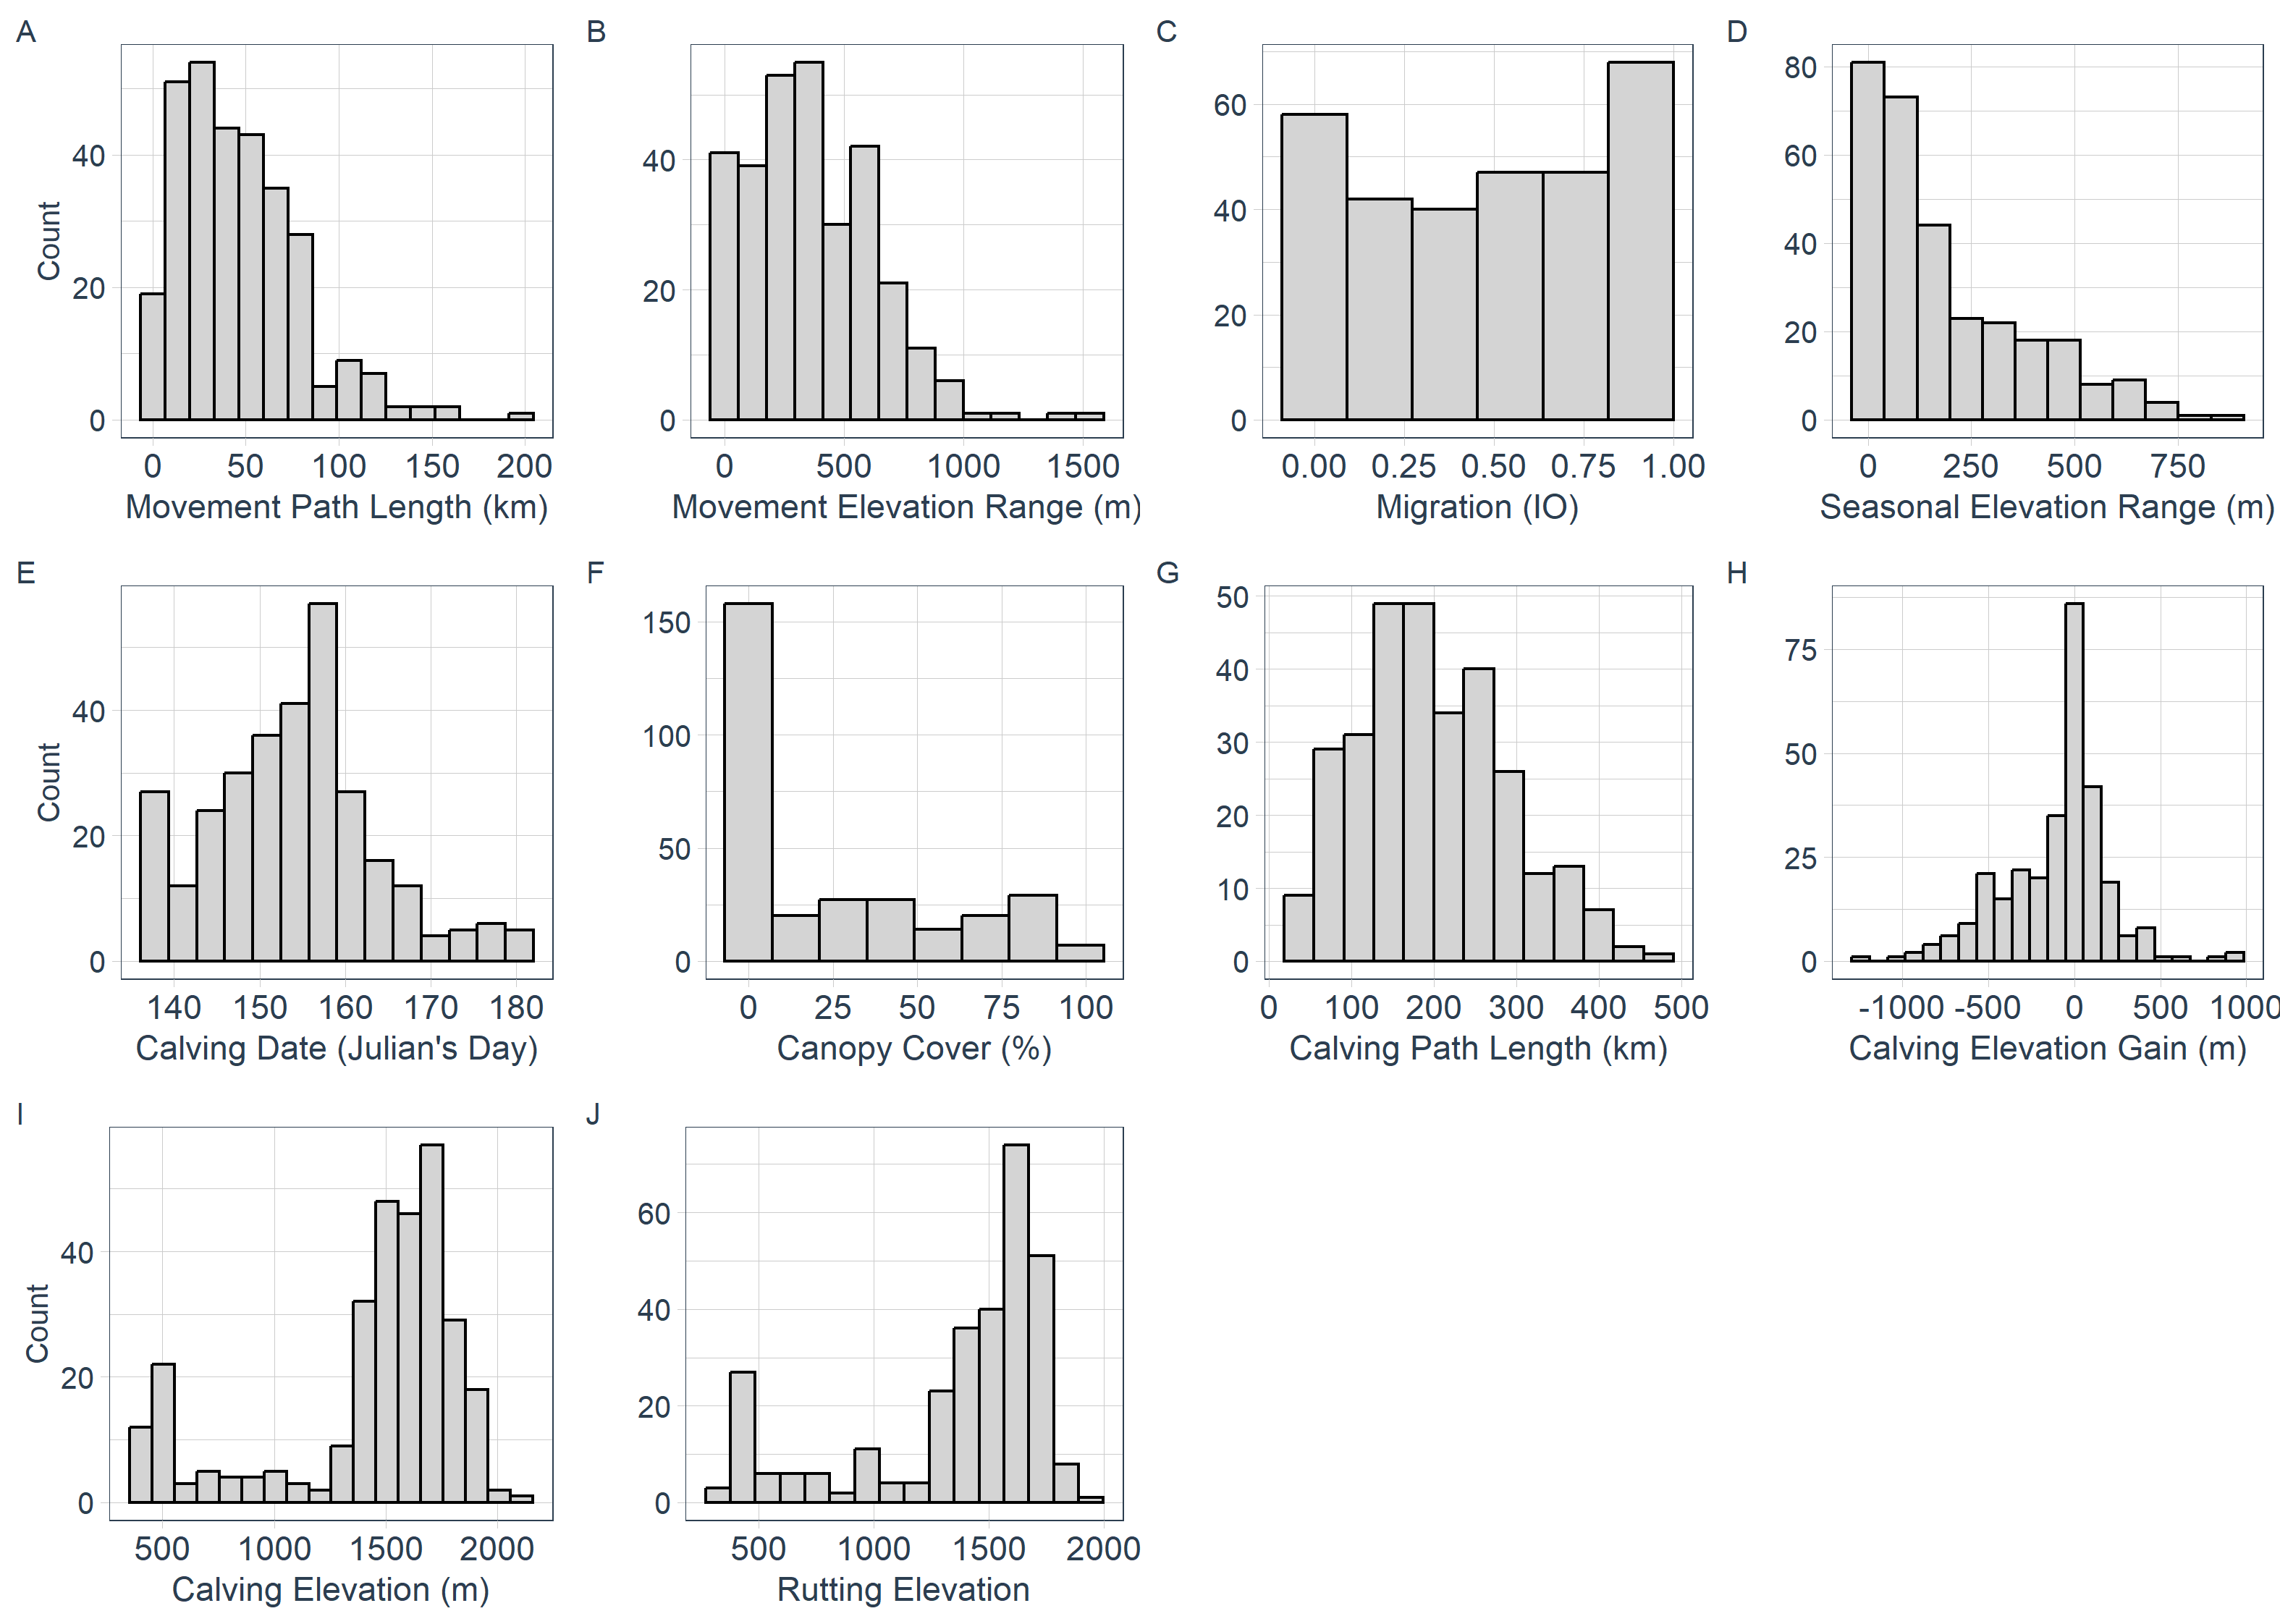 A B C D
Count
0 20 40
0 50 100 150 200
Movement Path Length (km)
0 20 40
0 500 1000 1500
Movement Elevation Range (m)
0 20 40 60
0.00 0.25 0.50 0.75 1.00
Migration (IO)
0 20 40 60 80
0 250 500 750
Seasonal Elevation Range (m)
E F G H
Count
0 20 40
140 150 160 170 180
Calving Date (Julian's Day)
0 50 100 150
0 25 50 75 100
Canopy Cover (%)
0 10 20 30 40 50
0 100 200 300 400 500
Calving Path Length (km)
0 25 50 75
-1000 -500 0 500 1000
Calving Elevation Gain (m)
I J
Count
0 20 40
500 1000 1500 2000
Calving Elevation (m)
0 20 40 60
500 1000 1500 2000
Rutting Elevation